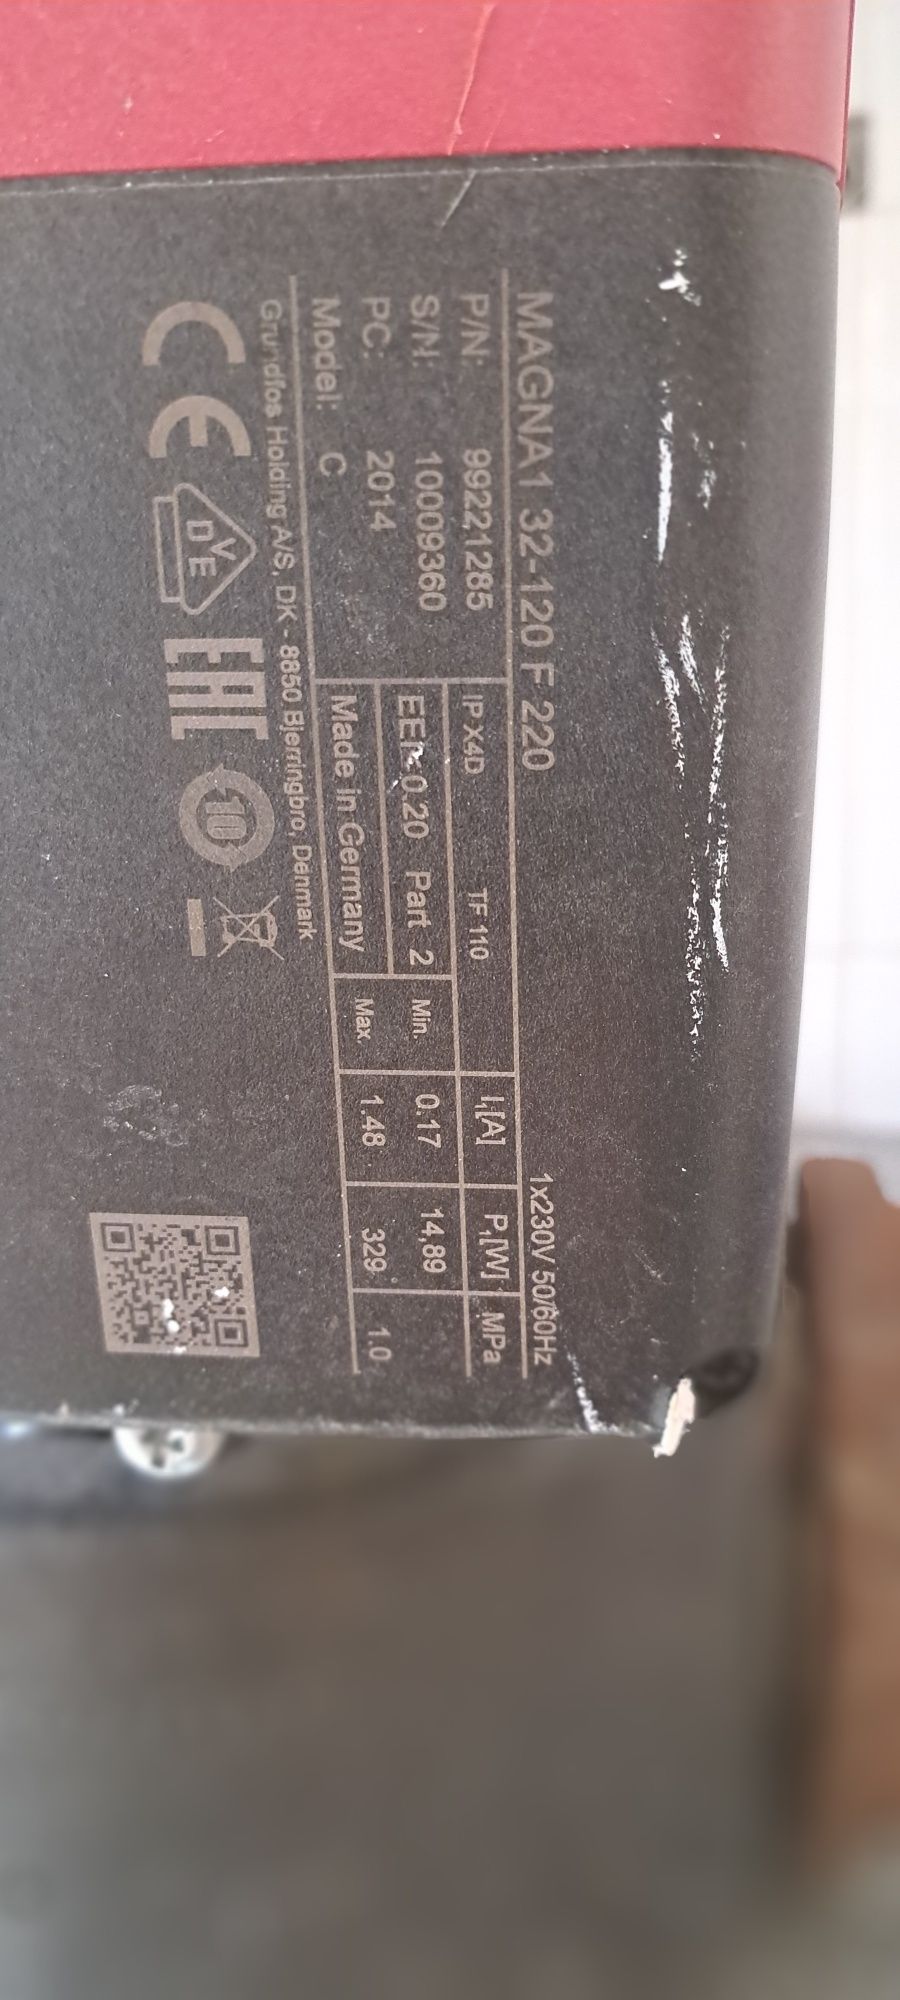 MAGNA1 32-120 F 220
1x230V 50/60Hz
P/N: 99221285
S/N: 10009360
PC: 2014
Model: C
IP X4D TF 110
EEI≤0.20 Part 2
Made in Germany
I₁[A] P₁[W] MPa
Min. 0.17 14,89
Max. 1.48 329 1.0
Grundfos Holding A/S, DK - 8850 Bjerringbro, Denmark
CE
DVE
EAC
10